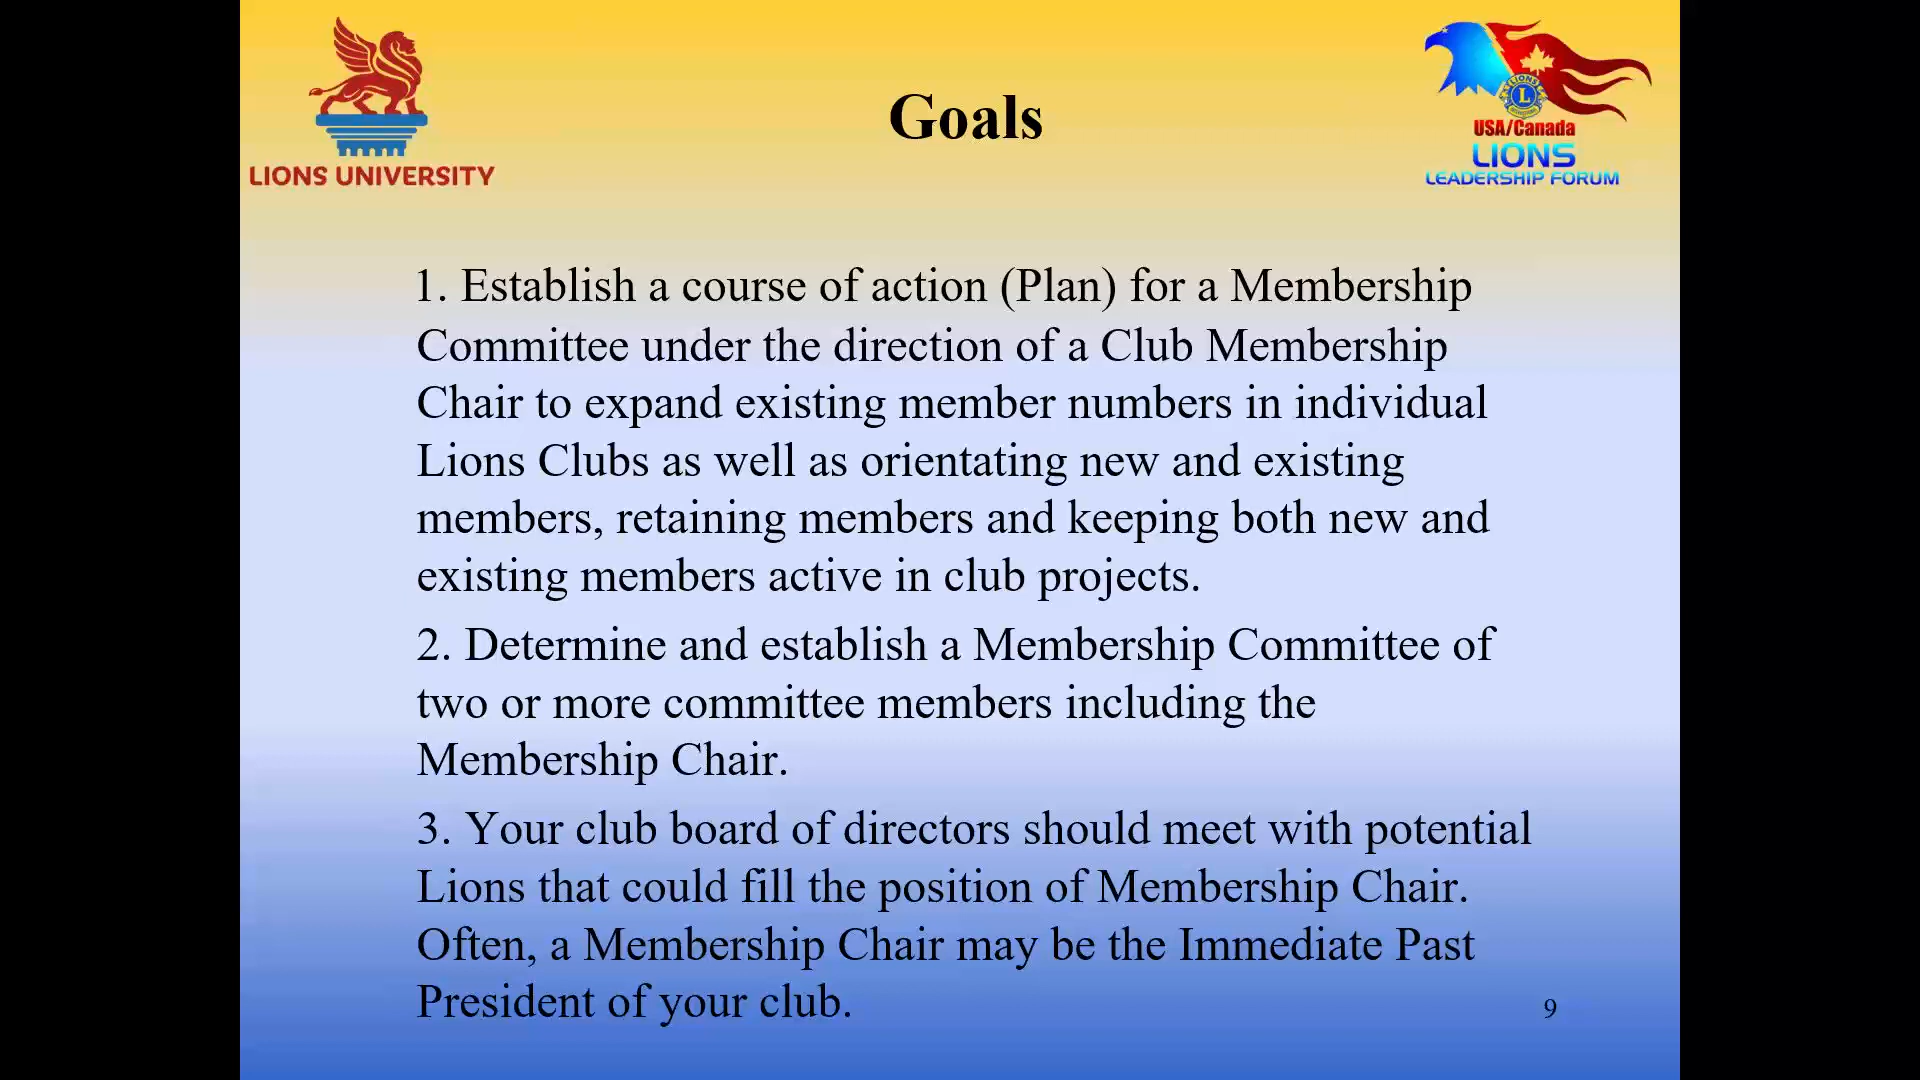 LIONS UNIVERSITY
Goals
LIONS
L
USA/Canada
LIONS
LEADERSHIP FORUM
1. Establish a course of action (Plan) for a Membership
Committee under the direction of a Club Membership
Chair to expand existing member numbers in individual
Lions Clubs as well as orientating new and existing
members, retaining members and keeping both new and
existing members active in club projects.
2. Determine and establish a Membership Committee of
two or more committee members including the
Membership Chair.
3. Your club board of directors should meet with potential
Lions that could fill the position of Membership Chair.
Often, a Membership Chair may be the Immediate Past
President of your club.
9